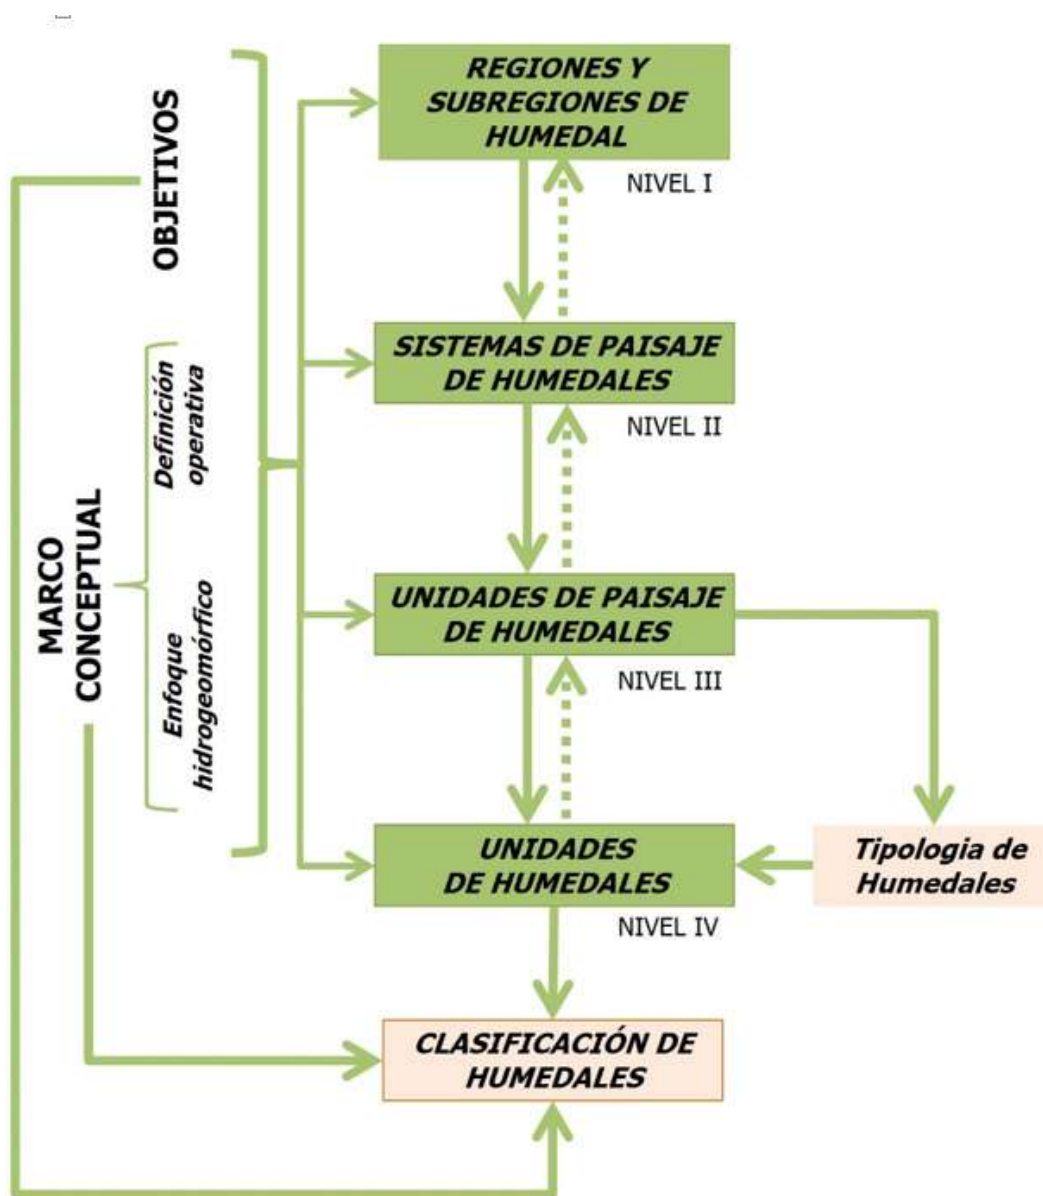 REGIONES Y
SUBREGIONES DE
HUMEDAL
NIVEL I
OBJETIVOS
SISTEMAS DE PAISAJE
DE HUMEDALES
NIVEL II
Definición
operativa
MARCO
CONCEPTUAL
Enfoque
hidrogeomórfico
UNIDADES DE PAISAJE
DE HUMEDALES
NIVEL III
UNIDADES
DE HUMEDALES
NIVEL IV
Tipologia de
Humedales
CLASIFICACIÓN DE
HUMEDALES